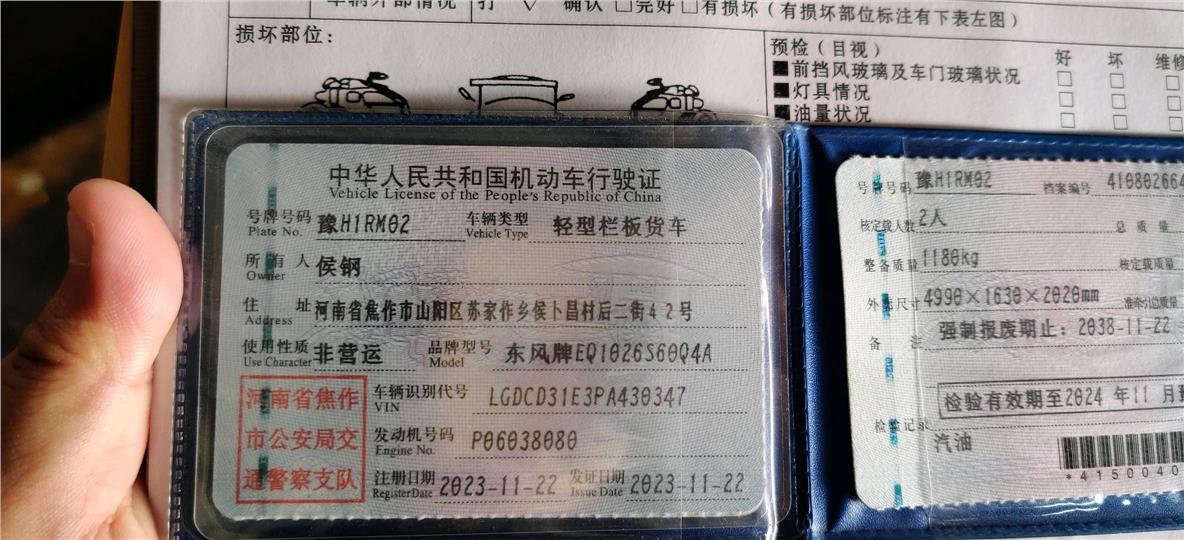 车辆外部情况 打 √ 确认 □完好 □有损坏（有损坏部位标注有下表左图）
损坏部位：
预检（目视） 好 坏 维修
前挡风玻璃及车门玻璃状况
灯具情况
油量状况
中华人民共和国机动车行驶证
Vehicle License of the People's Republic of China
号牌号码 豫H1RM02 车辆类型 轻型栏板货车
Plate No. Vehicle Type
所有人 侯钢
Owner
住址 河南省焦作市山阳区苏家作乡侯卜昌村后二街42号
Address
使用性质 非营运 品牌型号 东风牌EQ1026S60Q4A
Use Character Model
河南省焦作
市公安局交
通警察支队
车辆识别代号 LGDCD31E3PA430347
VIN
发动机号码 P06038080
Engine No.
注册日期 2023-11-22 发证日期 2023-11-22
Register Date Issue Date
号牌号码 豫H1RM02 档案编号 410802664
核定载人数 2人 总质量
整备质量 1180kg 核定载质量
外廓尺寸 4990×1630×2020mm 准牵引总质量
备注 强制报废期止：2038-11-22
检验有效期至2024 年11 月
检验记录
汽油
*4150040